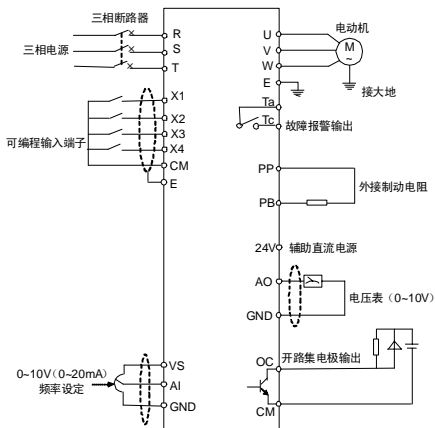 三相断路器
三相电源
R
S
T
X1
X2
X3
X4
CM
E
可编程输入端子
0~10V(0~20mA)
频率设定
VS
AI
GND
U
V
W
E
电动机
M
~
接大地
Ta
Tc
故障报警输出
PP
PB
外接制动电阻
24V
辅助直流电源
AO
GND
电压表（0~10V）
OC
开路集电极输出
CM